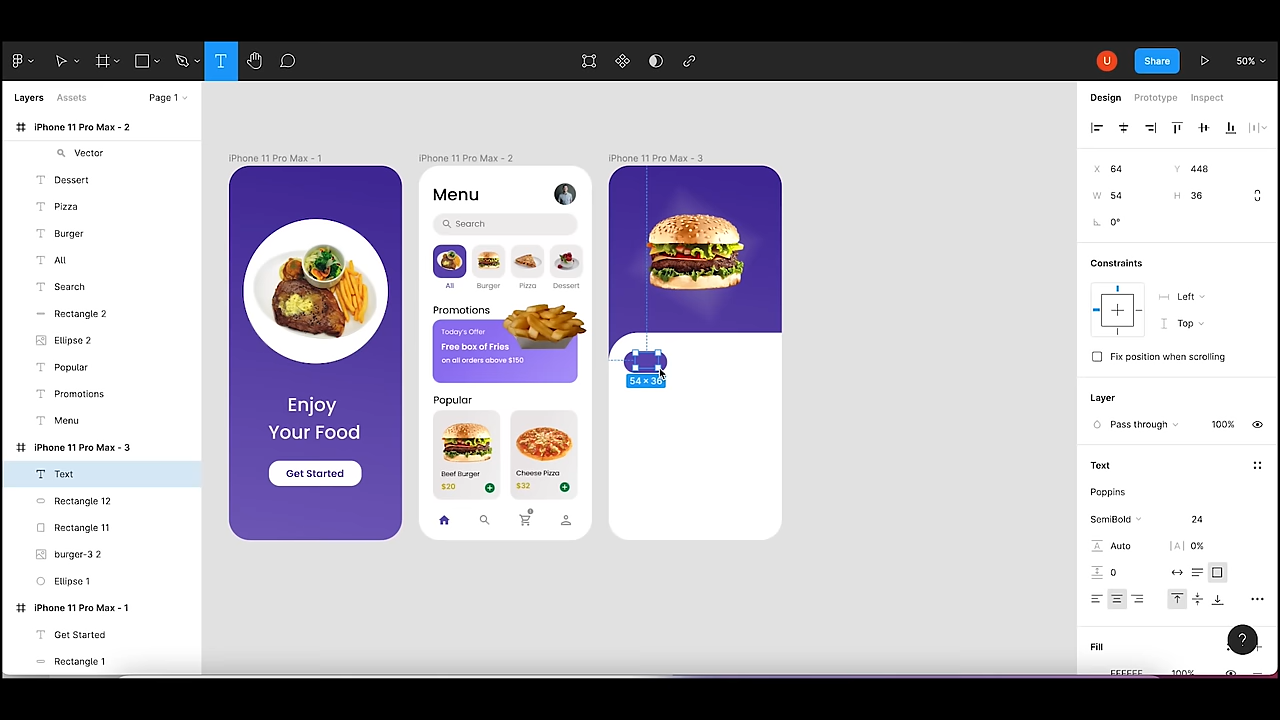 U
Share
50%
Layers
Assets
Page 1
iPhone 11 Pro Max - 2
Vector
Dessert
Pizza
Burger
All
Search
Rectangle 2
Ellipse 2
Popular
Promotions
Menu
iPhone 11 Pro Max - 3
Text
Rectangle 12
Rectangle 11
burger-3 2
Ellipse 1
iPhone 11 Pro Max - 1
Get Started
Rectangle 1
iPhone 11 Pro Max - 1
Enjoy
Your Food
Get Started
iPhone 11 Pro Max - 2
Menu
Search
All
Burger
Pizza
Dessert
Promotions
Today's Offer
Free box of Fries
on all orders above $150
Popular
Beef Burger
$20
Cheese Pizza
$32
iPhone 11 Pro Max - 3
54 × 36
Design
Prototype
Inspect
X 64
Y 448
W 54
H 36
0°
Constraints
Left
Top
Fix position when scrolling
Layer
Pass through
100%
Text
Poppins
SemiBold
24
Auto
0%
0
Fill
FFFFFF
100%
?